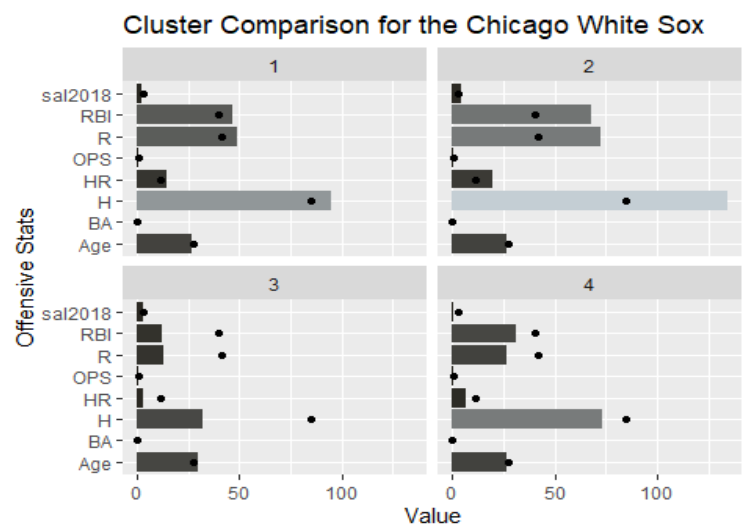 Cluster Comparison for the Chicago White Sox
1 2
sal2018
RBI
R
OPS
HR
H
BA
Age
Offensive Stats
3 4
sal2018
RBI
R
OPS
HR
H
BA
Age
0 50 100 0 50 100
Value